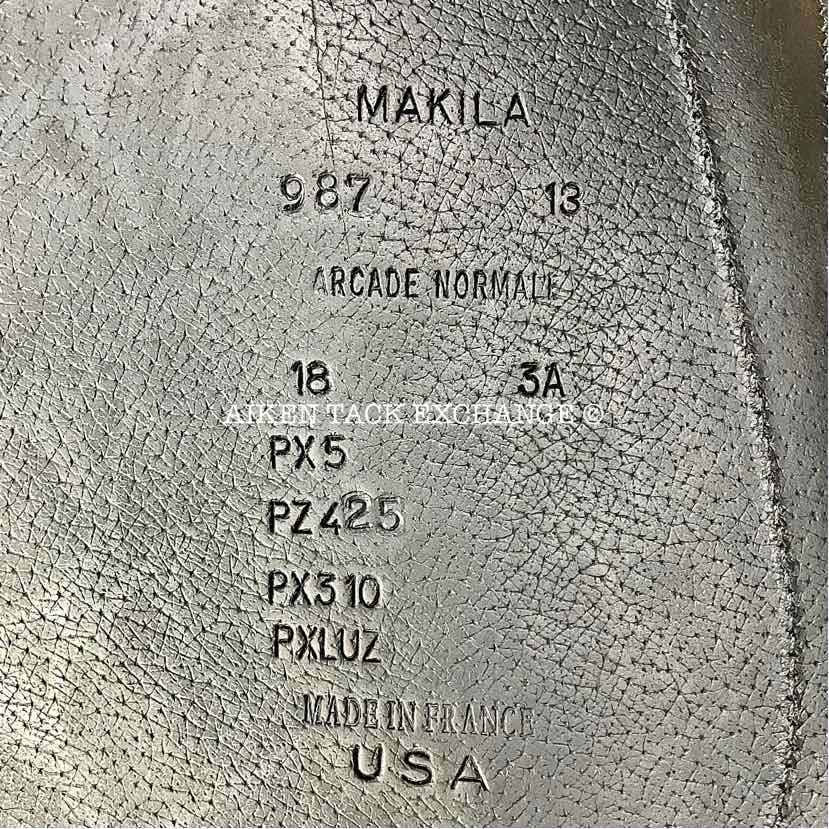 MAKILA
987 13
ARCADE NORMALE
18 3A
AIKEN TACK EXCHANGE ©
PX5
PZ425
PX310
PXLUZ
MADE IN FRANCE
USA